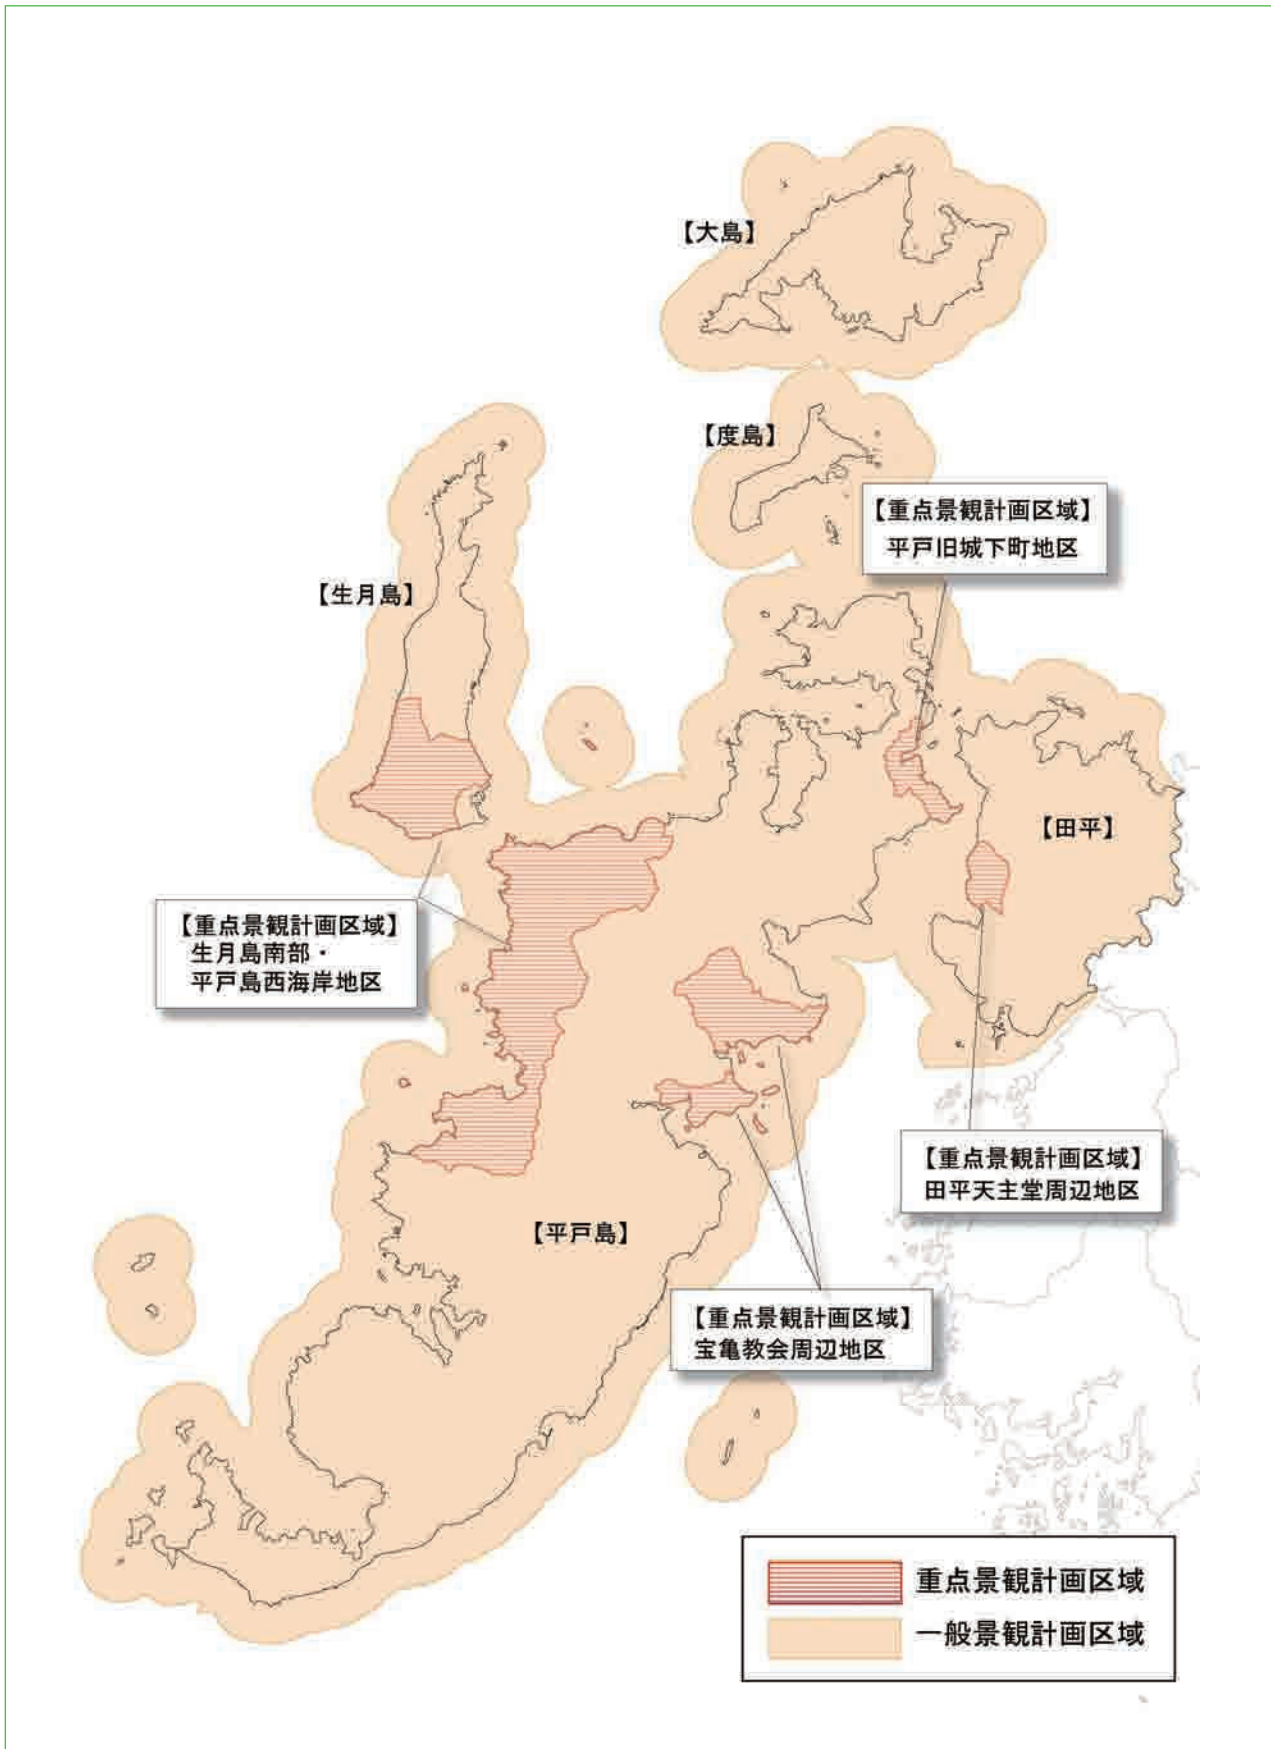 【大島】
【度島】
【重点景観計画区域】
平戸旧城下町地区
【生月島】
【田平】
【重点景観計画区域】
生月島南部・
平戸島西海岸地区
【重点景観計画区域】
田平天主堂周辺地区
【平戸島】
【重点景観計画区域】
宝亀教会周辺地区
重点景観計画区域
一般景観計画区域